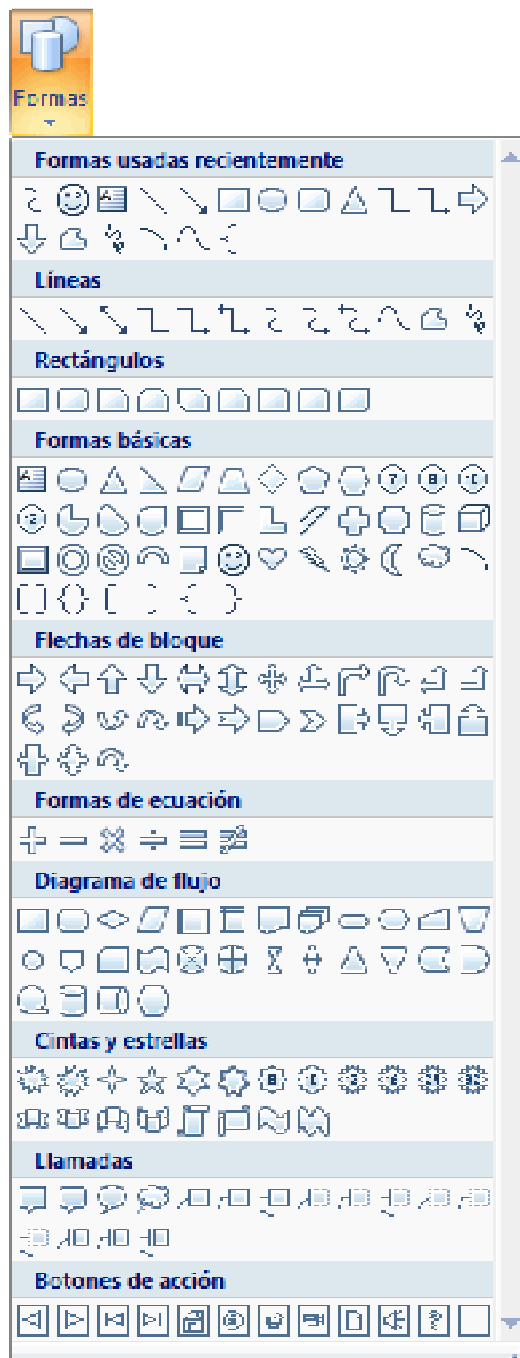 Formas
Formas usadas recientemente
Líneas
Rectángulos
Formas básicas
Flechas de bloque
Formas de ecuación
Diagrama de flujo
Cintas y estrellas
Llamadas
Botones de acción